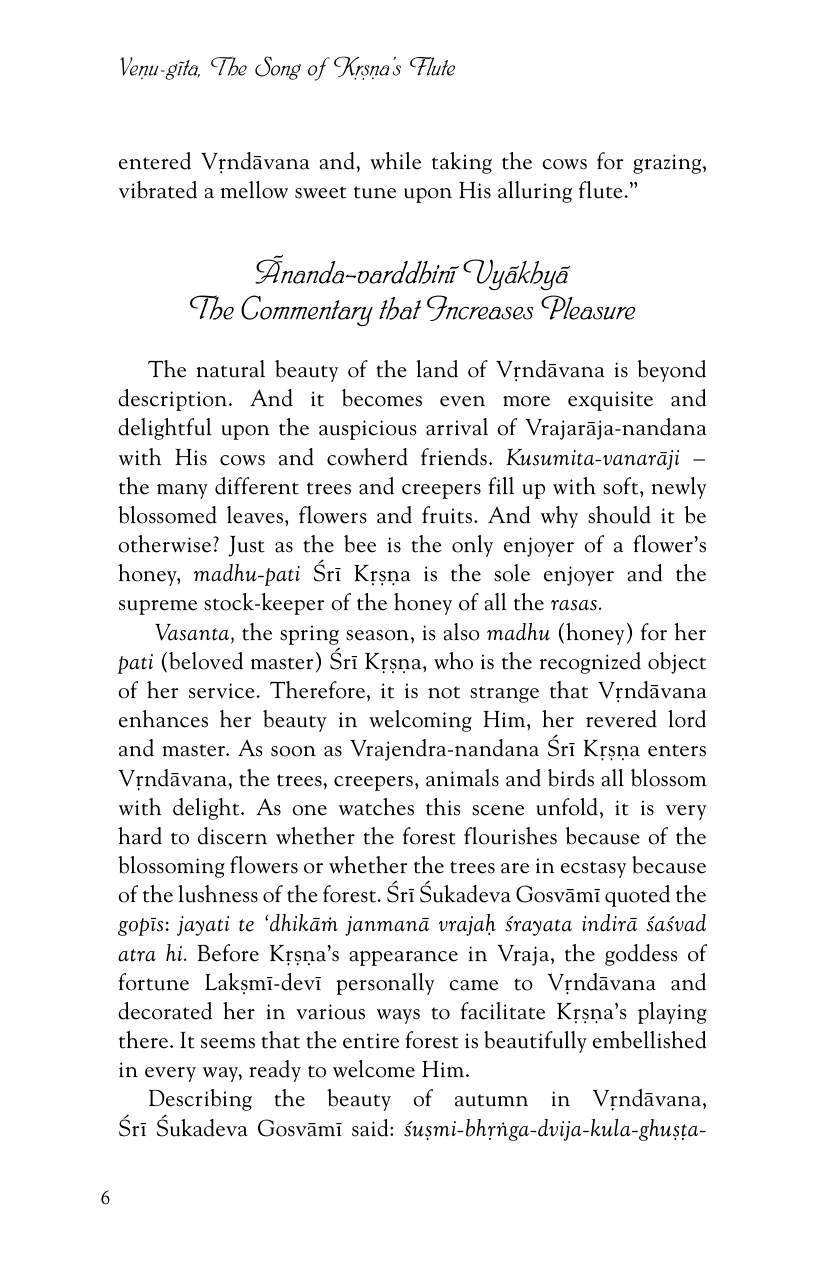 Veṇu-gīta, The Song of Kṛṣṇa's Flute
entered Vṛndāvana and, while taking the cows for grazing,
vibrated a mellow sweet tune upon His alluring flute.”
Ānanda-varddhinī Vyākhyā
The Commentary that Increases Pleasure
The natural beauty of the land of Vṛndāvana is beyond
description. And it becomes even more exquisite and
delightful upon the auspicious arrival of Vrajarāja-nandana
with His cows and cowherd friends. Kusumita-vanarāji –
the many different trees and creepers fill up with soft, newly
blossomed leaves, flowers and fruits. And why should it be
otherwise? Just as the bee is the only enjoyer of a flower’s
honey, madhu-pati Śrī Kṛṣṇa is the sole enjoyer and the
supreme stock-keeper of the honey of all the rasas.
Vasanta, the spring season, is also madhu (honey) for her
pati (beloved master) Śrī Kṛṣṇa, who is the recognized object
of her service. Therefore, it is not strange that Vṛndāvana
enhances her beauty in welcoming Him, her revered lord
and master. As soon as Vrajendra-nandana Śrī Kṛṣṇa enters
Vṛndāvana, the trees, creepers, animals and birds all blossom
with delight. As one watches this scene unfold, it is very
hard to discern whether the forest flourishes because of the
blossoming flowers or whether the trees are in ecstasy because
of the lushness of the forest. Śrī Śukadeva Gosvāmī quoted the
gopīs: jayati te ‘dhikāṁ janmanā vrajaḥ śrayata indirā śaśvad
atra hi. Before Kṛṣṇa’s appearance in Vraja, the goddess of
fortune Lakṣmī-devī personally came to Vṛndāvana and
decorated her in various ways to facilitate Kṛṣṇa’s playing
there. It seems that the entire forest is beautifully embellished
in every way, ready to welcome Him.
Describing the beauty of autumn in Vṛndāvana,
Śrī Śukadeva Gosvāmī said: śuṣmi-bhṛṅga-dvija-kula-ghuṣṭa-
6